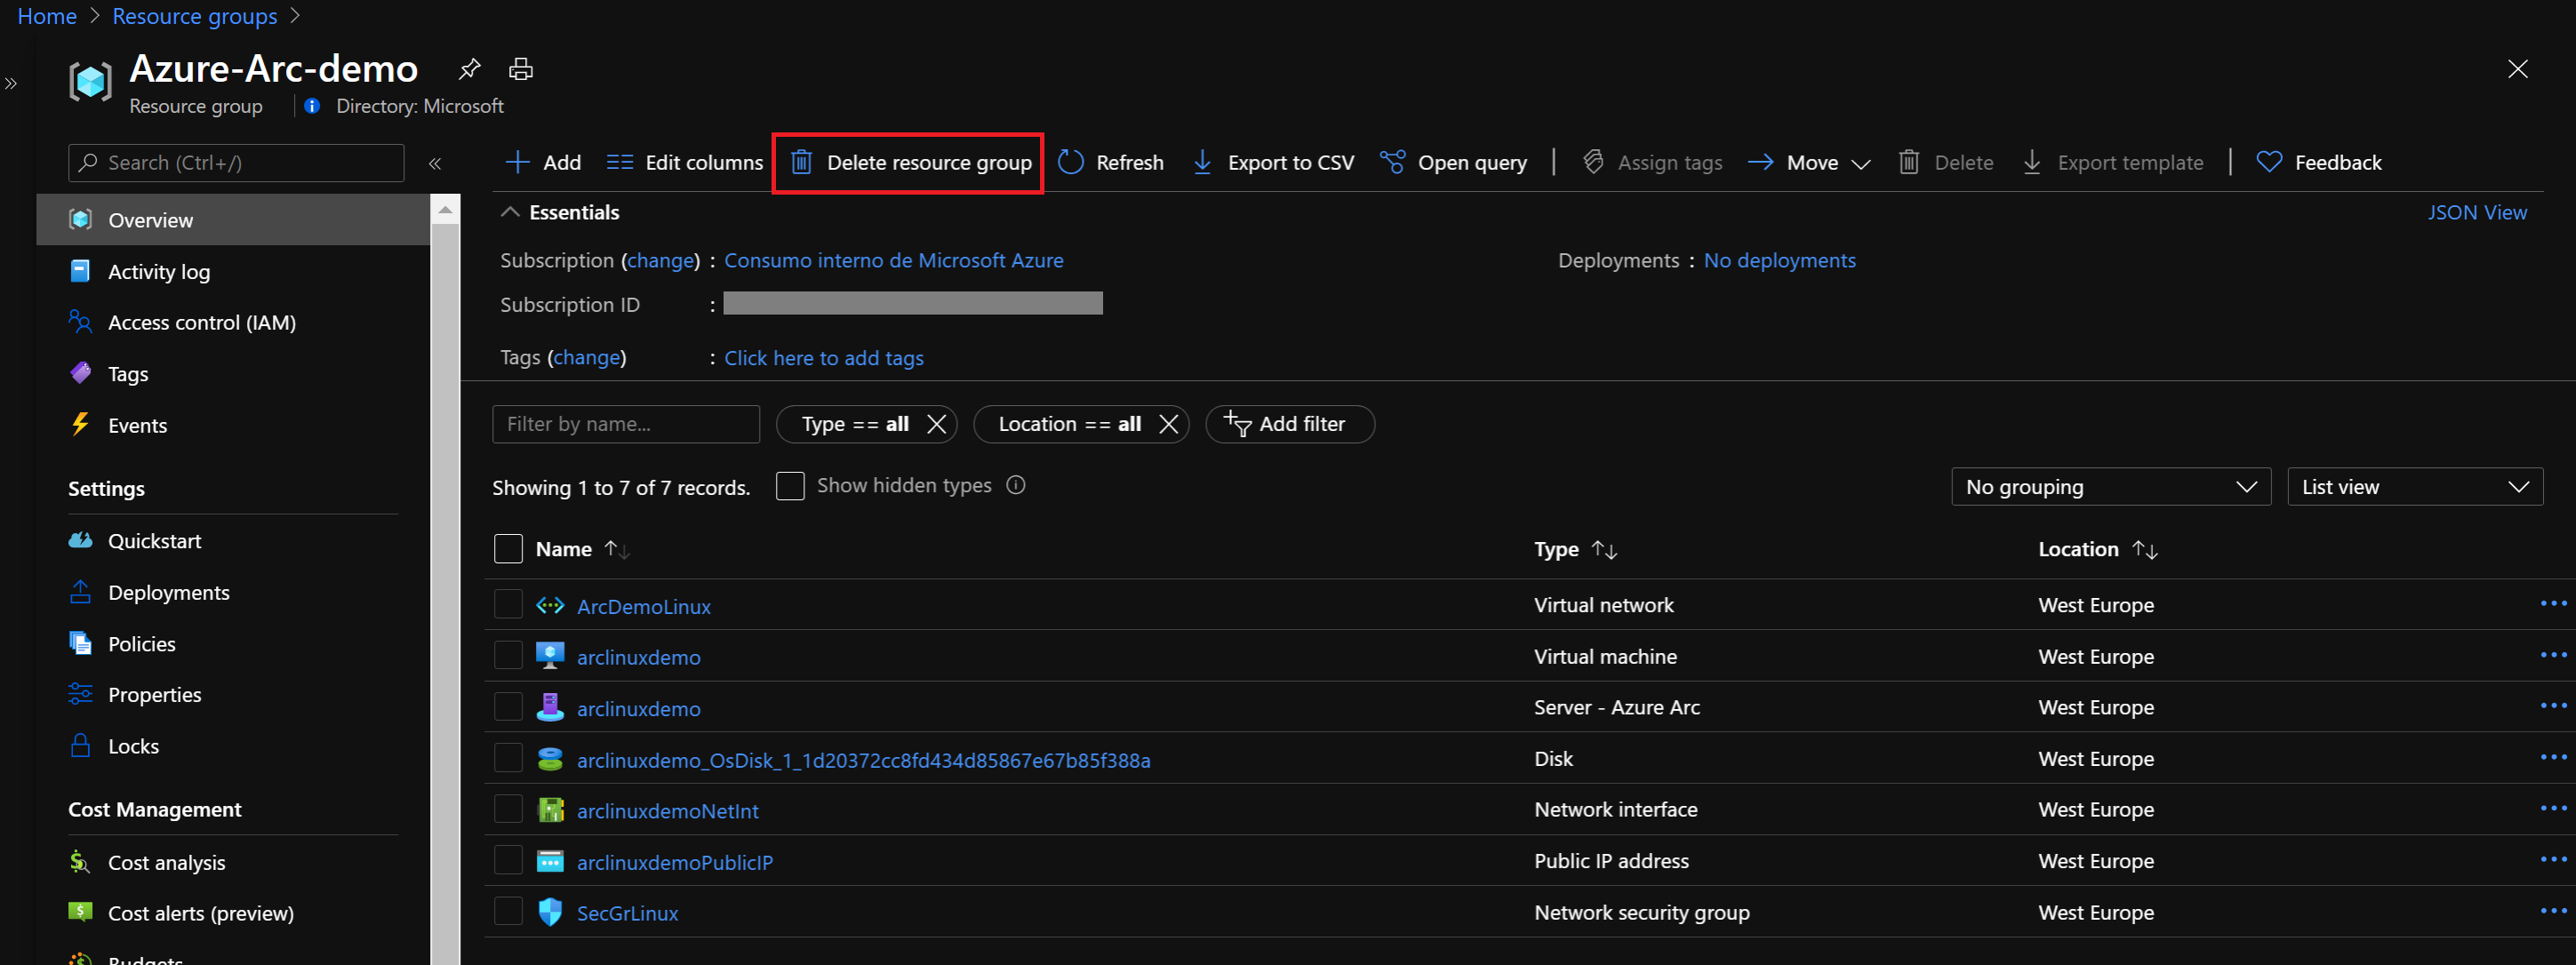 Home > Resource groups >
Azure-Arc-demo
Resource group | Directory: Microsoft
Search (Ctrl+/)
Add Edit columns Delete resource group Refresh Export to CSV Open query | Assign tags Move Delete Export template | Feedback
Overview
Activity log
Access control (IAM)
Tags
Events
Settings
Quickstart
Deployments
Policies
Properties
Locks
Cost Management
Cost analysis
Cost alerts (preview)
Budgets
Essentials
JSON View
Subscription (change) : Consumo interno de Microsoft Azure
Deployments : No deployments
Subscription ID :
Tags (change) : Click here to add tags
Filter by name... Type == all Location == all Add filter
Showing 1 to 7 of 7 records. Show hidden types No grouping List view
Name Type Location
ArcDemoLinux Virtual network West Europe
arclinuxdemo Virtual machine West Europe
arclinuxdemo Server - Azure Arc West Europe
arclinuxdemo_OsDisk_1_1d20372cc8fd434d85867e67b85f388a Disk West Europe
arclinuxdemoNetInt Network interface West Europe
arclinuxdemoPublicIP Public IP address West Europe
SecGrLinux Network security group West Europe